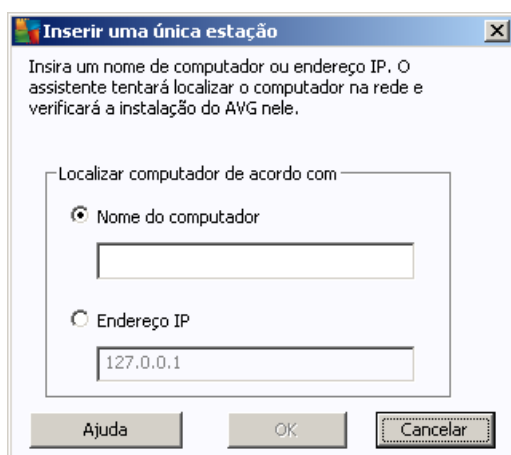 Inserir uma única estação
Insira um nome de computador ou endereço IP. O
assistente tentará localizar o computador na rede e
verificará a instalação do AVG nele.
Localizar computador de acordo com
Nome do computador
Endereço IP
127.0.0.1
Ajuda
OK
Cancelar